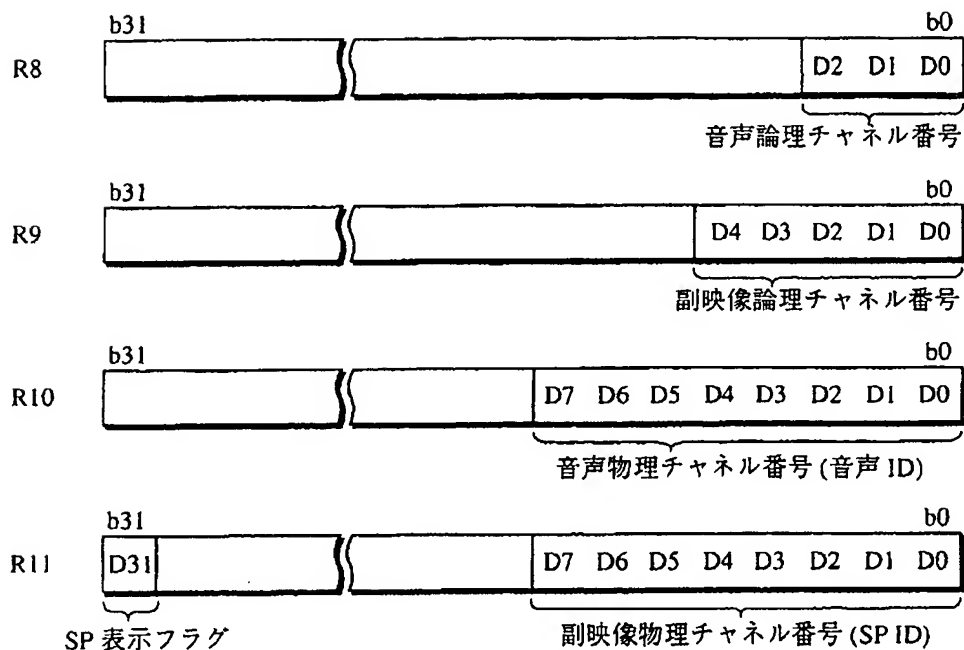 b31 b0
R8 D2 D1 D0
音声論理チャネル番号
b31 b0
R9 D4 D3 D2 D1 D0
副映像論理チャネル番号
b31 b0
R10 D7 D6 D5 D4 D3 D2 D1 D0
音声物理チャネル番号 (音声 ID)
b31 b0
R11 D31 D7 D6 D5 D4 D3 D2 D1 D0
SP 表示フラグ 副映像物理チャネル番号 (SP ID)